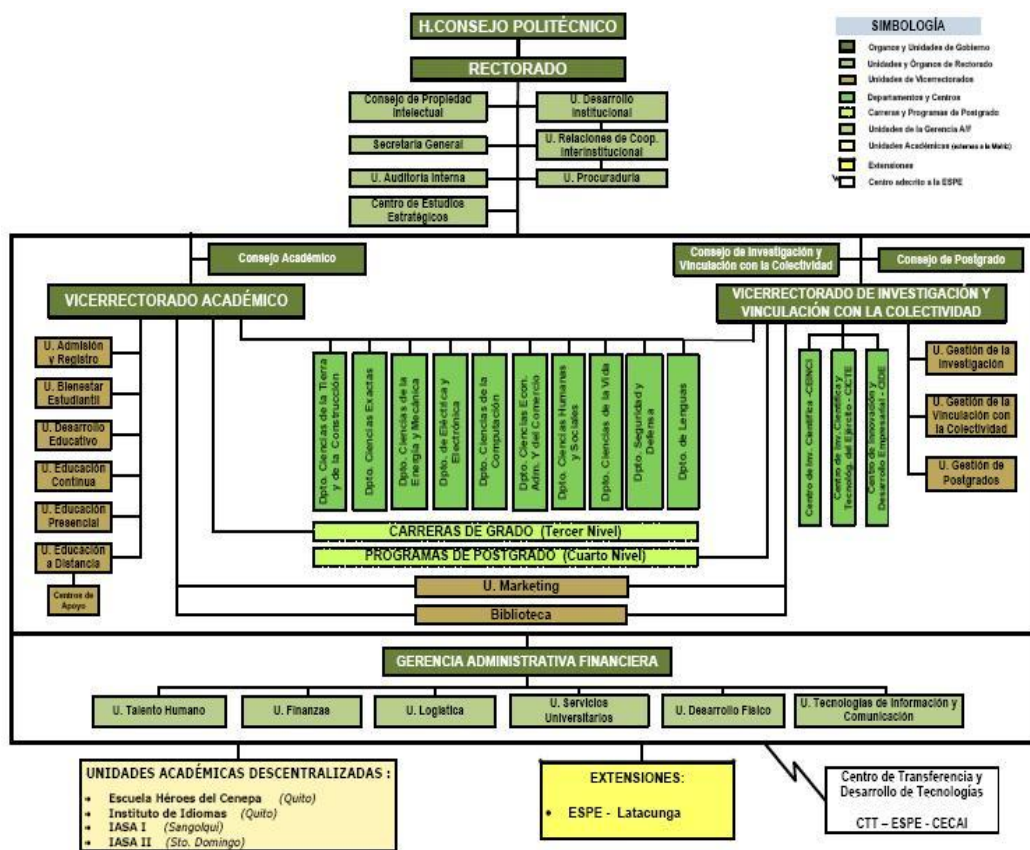 H.CONSEJO POLITÉCNICO
RECTORADO
Consejo de Propiedad
Intelectual
U. Desarrollo
Institucional
Secretaria General
U. Relaciones de Coop.
Interinstitucional
U. Auditoría Interna
U. Procuraduria
Centro de Estudios
Estratégicos
SIMBOLOGÍA
Organos y Unidades de Gobierno
Unidades y Órganos de Rectorado
Unidades de Vicerrectorados
Departamentos y Centros
Carreras y Programas de Postgrado
Unidades de la Gerencia A/f
Unidades Académicas (externas a la Matriz)
Extensiones
Centro adscrito a la ESPE
Consejo Académico
Consejo de Investigación y
Vinculación con la Colectividad
Consejo de Postgrado
VICERRECTORADO ACADÉMICO
VICERRECTORADO DE INVESTIGACIÓN Y
VINCULACIÓN CON LA COLECTIVIDAD
U. Admisión
y Registro
U. Bienestar
Estudiantil
U. Desarrollo
Educativo
U. Educación
Continua
U. Educación
Presencial
U. Educación
a Distancia
Centros de
Apoyo
Dpto. Ciencias de la Tierra
y de la Construcción
Dpto. Ciencias Exactas
Dpto. Ciencias de la
Energía y Mecánica
Dpto. de Eléctrica y
Electrónica
Dpto. Ciencias de la
Computación
Dpto. Ciencias Econ.
Adm. Y del Comercio
Dpto. Ciencias Humanas
y Sociales
Dpto. Ciencias de la Vida
Dpto. Seguridad y
Defensa
Dpto. de Lenguas
Centro de Inv. Científica -CEINCI
Centro de Inv. Científica y
Tecnológ. del Ejército - CICTE
Centro de Innovación y
Desarrollo Empresarial - CIDE
U. Gestión de la
Investigación
U. Gestión de la
Vinculación con la
Colectividad
U. Gestión de
Postgrados
CARRERAS DE GRADO (Tercer Nivel)
PROGRAMAS DE POSTGRADO (Cuarto Nivel)
U. Marketing
Biblioteca
GERENCIA ADMINISTRATIVA FINANCIERA
U. Talento Humano
U. Finanzas
U. Logística
U. Servicios
Universitarios
U. Desarrollo Físico
U. Tecnologías de Información y
Comunicación
UNIDADES ACADÉMICAS DESCENTRALIZADAS :
Escuela Héroes del Cenepa (Quito)
Instituto de Idiomas (Quito)
IASA I (Sangolquí)
IASA II (Sto. Domingo)
EXTENSIONES:
• ESPE - Latacunga
Centro de Transferencia y
Desarrollo de Tecnologías
CTT – ESPE - CECAI